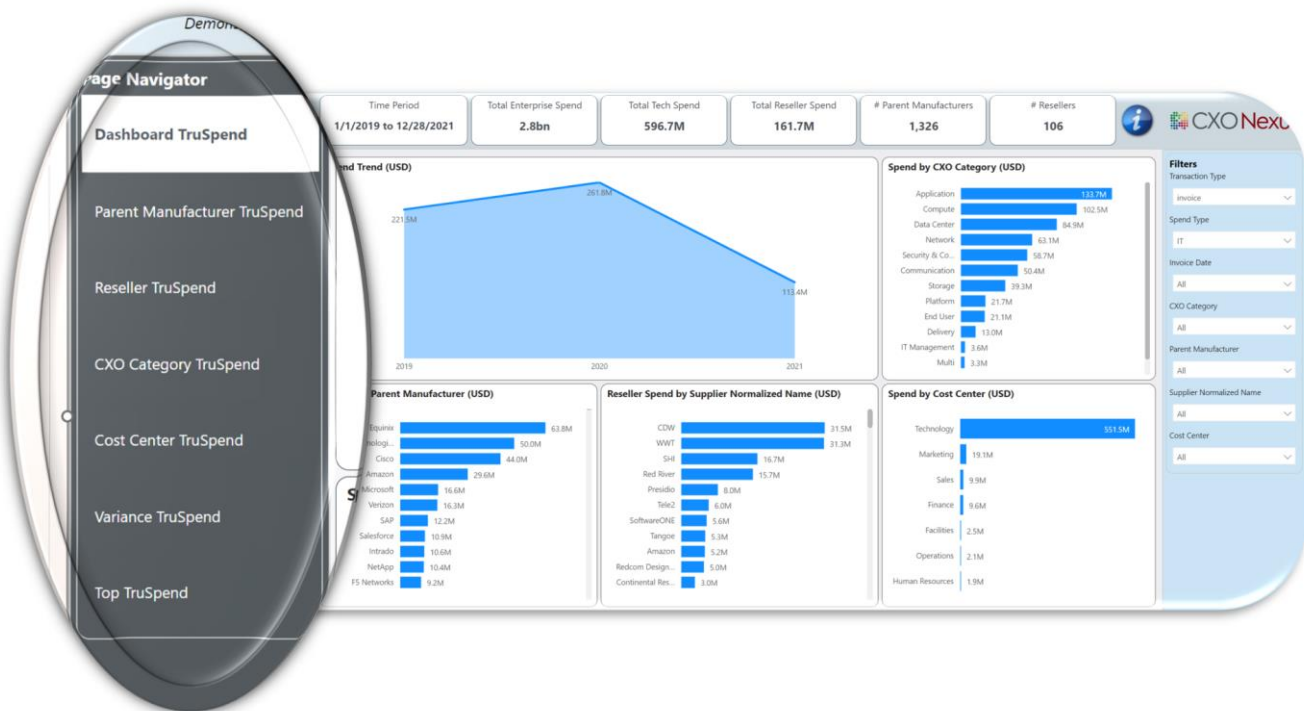 Page Navigator
Dashboard TruSpend
Parent Manufacturer TruSpend
Reseller TruSpend
CXO Category TruSpend
Cost Center TruSpend
Variance TruSpend
Top TruSpend
Time Period
1/1/2019 to 12/28/2021
Total Enterprise Spend
2.8bn
Total Tech Spend
596.7M
Total Reseller Spend
161.7M
# Parent Manufacturers
1,326
# Resellers
106
i
CXO Nexu
end Trend (USD)
221.5M
261.8M
113.4M
2019
2020
2021
Spend by CXO Category (USD)
Application 133.7M
Compute 102.5M
Data Center 84.9M
Network 63.1M
Security & Co... 58.7M
Communication 50.4M
Storage 39.3M
Platform 21.7M
End User 21.1M
Delivery 13.0M
IT Management 3.6M
Multi 3.3M
Parent Manufacturer (USD)
Equinix 63.8M
nologi... 50.0M
Cisco 44.0M
Amazon 29.6M
Microsoft 16.6M
Verizon 16.3M
SAP 12.2M
Salesforce 10.9M
Intrado 10.6M
NetApp 10.4M
F5 Networks 9.2M
Reseller Spend by Supplier Normalized Name (USD)
CDW 31.5M
WWT 31.3M
SHI 16.7M
Red River 15.7M
Presidio 8.0M
Tele2 6.0M
SoftwareONE 5.6M
Tangoe 5.3M
Amazon 5.2M
Redcom Design... 5.0M
Continental Res... 3.0M
Spend by Cost Center (USD)
Technology 551.5M
Marketing 19.1M
Sales 9.9M
Finance 9.6M
Facilities 2.5M
Operations 2.1M
Human Resources 1.9M
Filters
Transaction Type
Invoice
Spend Type
IT
Invoice Date
All
CXO Category
All
Parent Manufacturer
All
Supplier Normalized Name
All
Cost Center
All